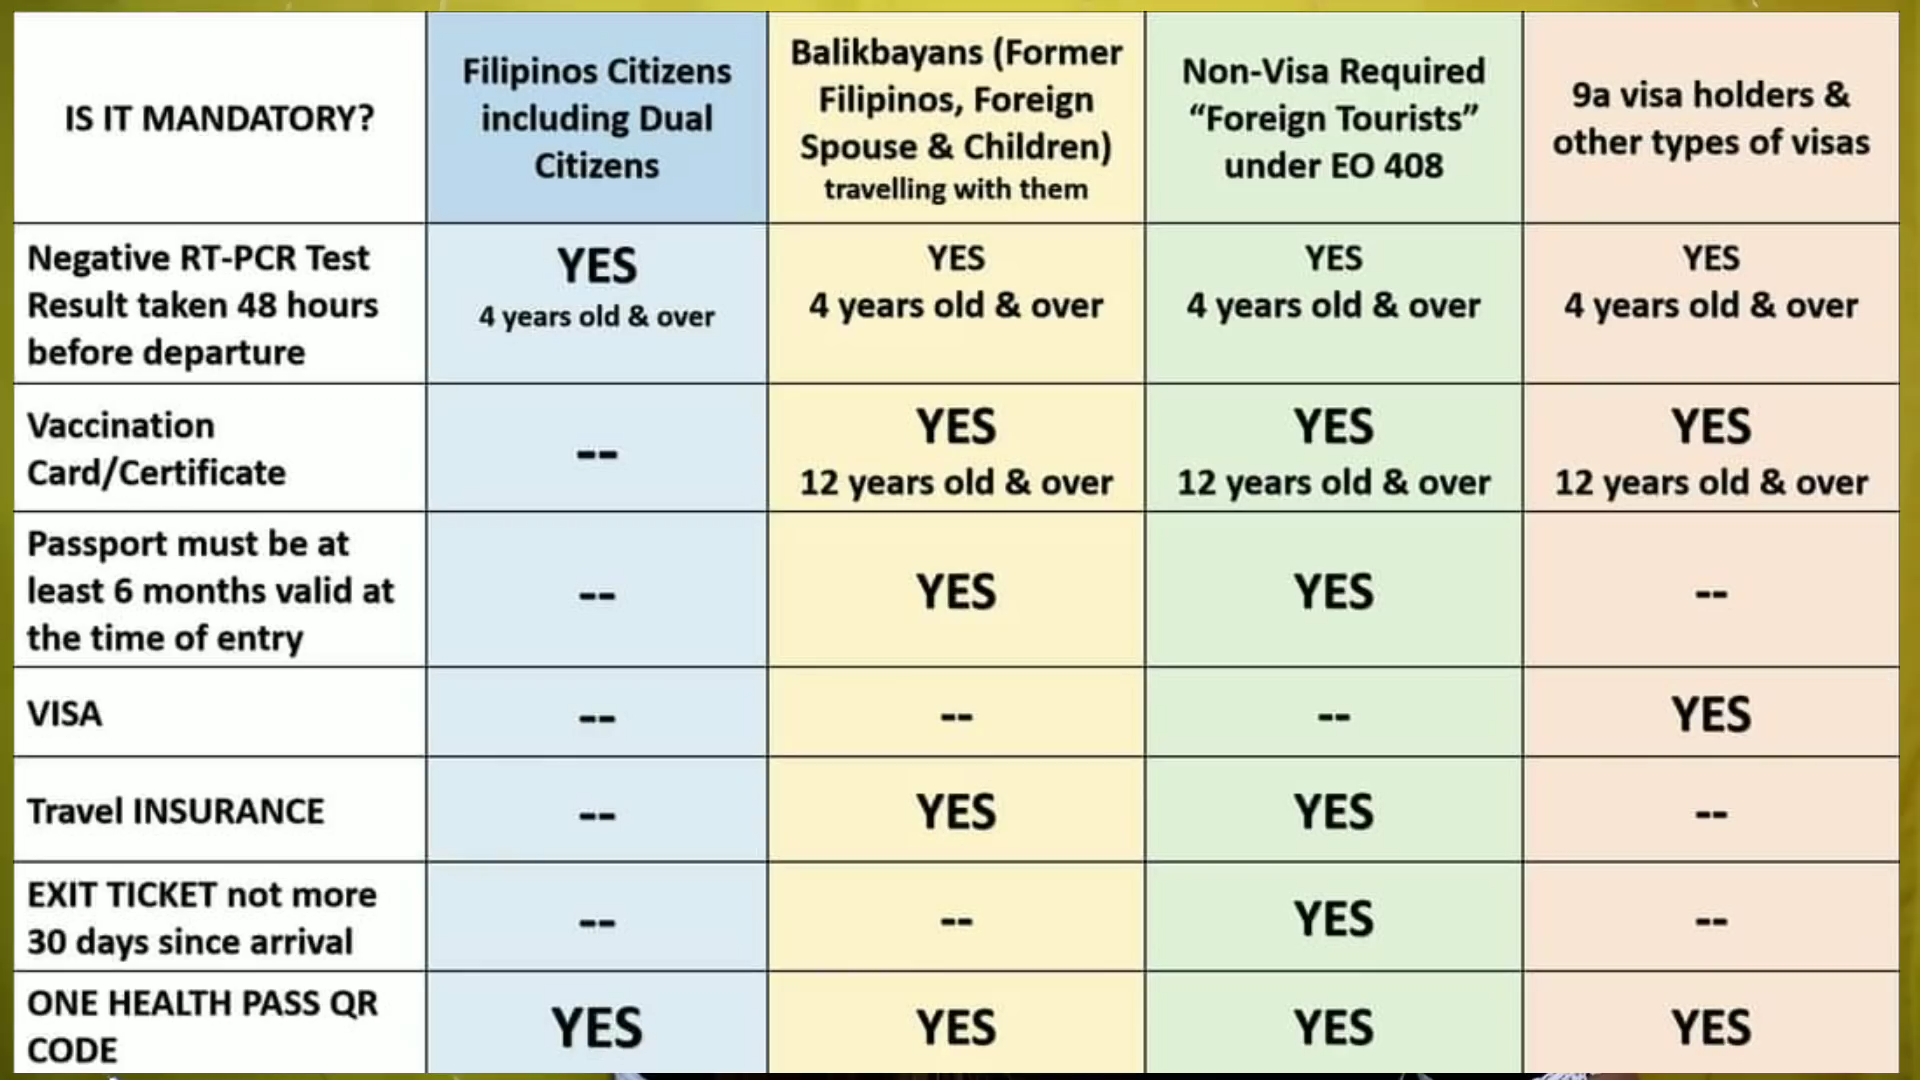 IS IT MANDATORY?
Filipinos Citizens
including Dual
Citizens
Balikbayans (Former
Filipinos, Foreign
Spouse & Children)
travelling with them
Non-Visa Required
“Foreign Tourists”
under EO 408
9a visa holders &
other types of visas
Negative RT-PCR Test
Result taken 48 hours
before departure
YES
4 years old & over
YES
4 years old & over
YES
4 years old & over
YES
4 years old & over
Vaccination
Card/Certificate
--
YES
12 years old & over
YES
12 years old & over
YES
12 years old & over
Passport must be at
least 6 months valid at
the time of entry
--
YES
YES
--
VISA
--
--
--
YES
Travel INSURANCE
--
YES
YES
--
EXIT TICKET not more
30 days since arrival
--
--
YES
--
ONE HEALTH PASS QR
CODE
YES
YES
YES
YES